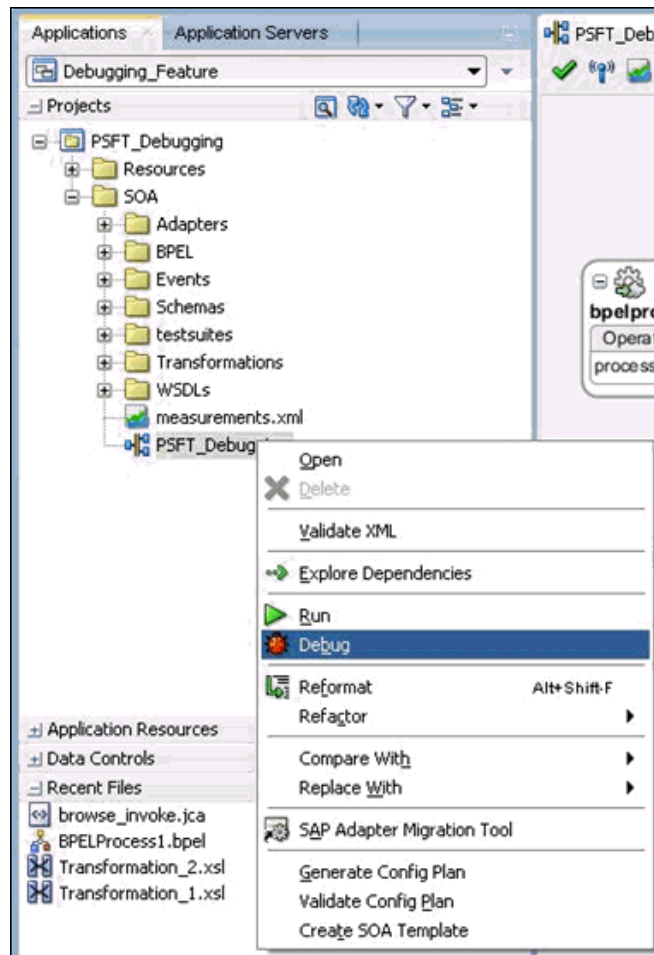 Applications
Application Servers
PSFT_Deb
Debugging_Feature
Projects
PSFT_Debugging
Resources
SOA
Adapters
BPEL
Events
Schemas
testsuites
Transformations
WSDLs
measurements.xml
PSFT_Debug
bpelpro
Operat
process
Open
Delete
Validate XML
Explore Dependencies
Run
Debug
Reformat Alt+Shift-F
Refactor
Compare With
Replace With
SAP Adapter Migration Tool
Generate Config Plan
Validate Config Plan
Create SOA Template
Application Resources
Data Controls
Recent Files
browse_invoke.jca
BPELProcess1.bpel
Transformation_2.xsl
Transformation_1.xsl